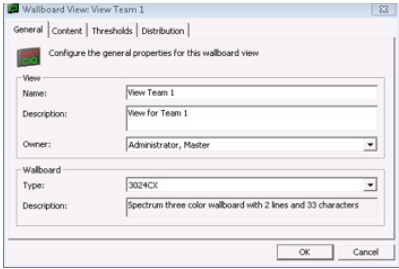 Wallboard View: View Team 1
General Content Thresholds Distribution
Configure the general properties for this wallboard view
View
Name: View Team 1
Description: View for Team 1
Owner: Administrator, Master
Wallboard
Type: 3024CX
Description: Spectrum three color wallboard with 2 lines and 33 characters
OK Cancel